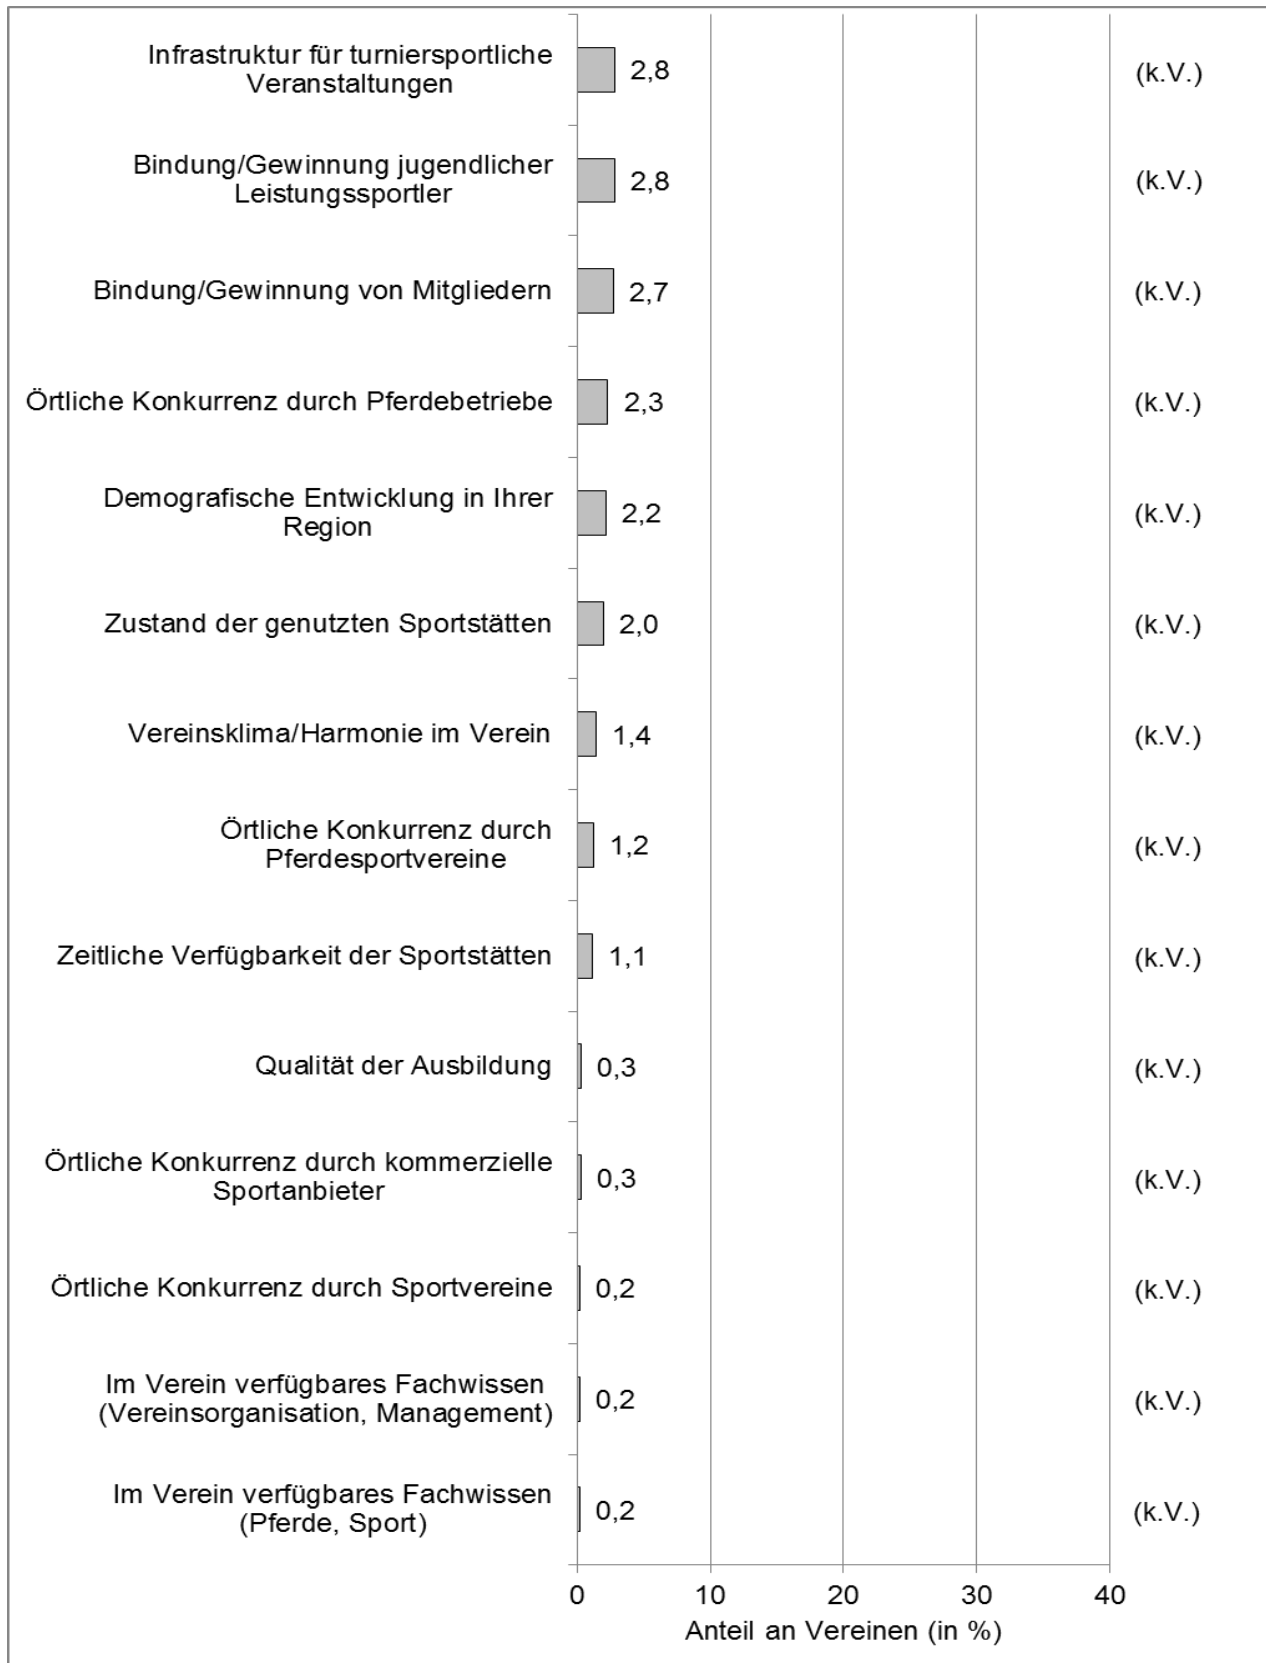 Infrastruktur für turniersportliche
Veranstaltungen
2,8
(k.V.)
Bindung/Gewinnung jugendlicher
Leistungssportler
2,8
(k.V.)
Bindung/Gewinnung von Mitgliedern
2,7
(k.V.)
Örtliche Konkurrenz durch Pferdebetriebe
2,3
(k.V.)
Demografische Entwicklung in Ihrer
Region
2,2
(k.V.)
Zustand der genutzten Sportstätten
2,0
(k.V.)
Vereinsklima/Harmonie im Verein
1,4
(k.V.)
Örtliche Konkurrenz durch
Pferdesportvereine
1,2
(k.V.)
Zeitliche Verfügbarkeit der Sportstätten
1,1
(k.V.)
Qualität der Ausbildung
0,3
(k.V.)
Örtliche Konkurrenz durch kommerzielle
Sportanbieter
0,3
(k.V.)
Örtliche Konkurrenz durch Sportvereine
0,2
(k.V.)
Im Verein verfügbares Fachwissen
(Vereinsorganisation, Management)
0,2
(k.V.)
Im Verein verfügbares Fachwissen
(Pferde, Sport)
0,2
(k.V.)
0 10 20 30 40
Anteil an Vereinen (in %)